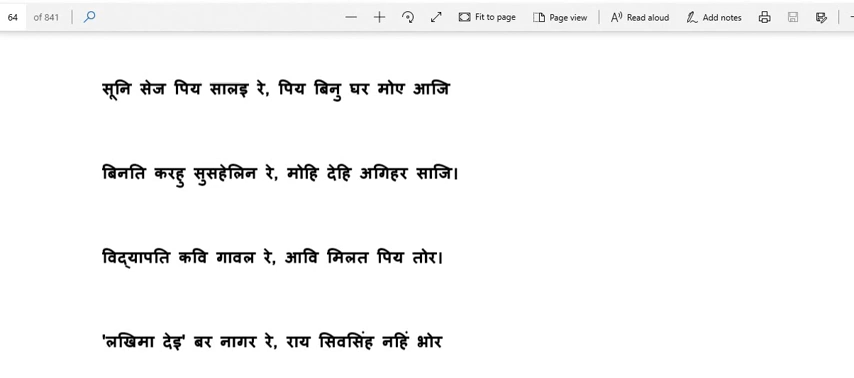 64 of 841 Fit to page Page view Read aloud Add notes
सूनि सेज पिय सालइ रे, पिय बिनु घर मोए आजि
बिनति करहु सुसहेलिन रे, मोहि देहि अगिहर साजि।
विद्यापति कवि गावल रे, आवि मिलत पिय तोर।
'लखिमा देइ' बर नागर रे, राय सिवसिंह नहिं भोर